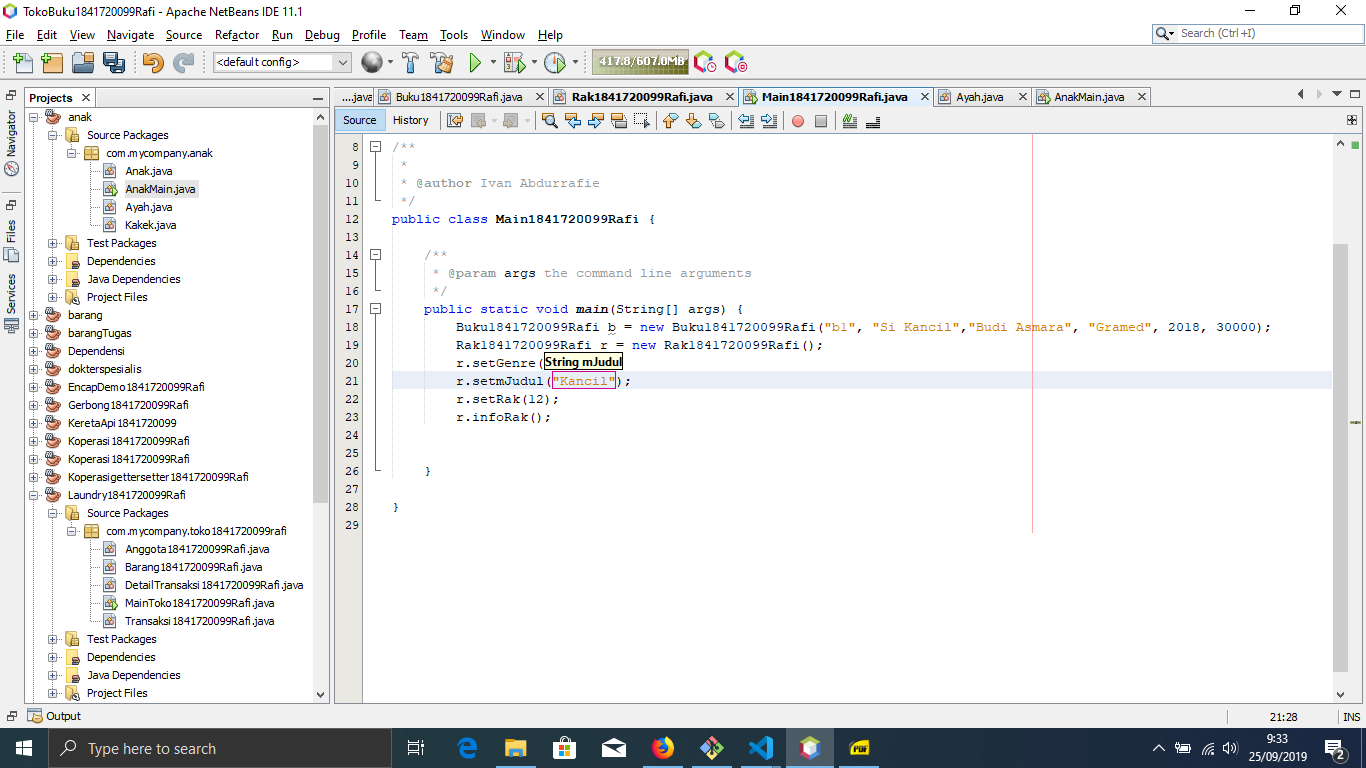 TokoBuku1841720099Rafi - Apache NetBeans IDE 11.1
File Edit View Navigate Source Refactor Run Debug Profile Team Tools Window Help
Search (Ctrl+I)
<default config>
417.8/607.0MB
Projects
Navigator
Files
Services
anak
Source Packages
com.mycompany.anak
Anak.java
AnakMain.java
Ayah.java
Kakek.java
Test Packages
Dependencies
Java Dependencies
Project Files
barang
barangTugas
Dependensi
dokterspesialis
EncapDemo1841720099Rafi
Gerbong1841720099Rafi
KeretaApi1841720099
Koperasi1841720099Rafi
Koperasi1841720099Rafi
Koperasigettersetter1841720099Rafi
Laundry1841720099Rafi
Source Packages
com.mycompany.toko1841720099rafi
Anggota1841720099Rafi.java
Barang1841720099Rafi.java
DetailTransaksi1841720099Rafi.java
MainToko1841720099Rafi.java
Transaksi1841720099Rafi.java
Test Packages
Dependencies
Java Dependencies
Project Files
....java Buku1841720099Rafi.java Rak1841720099Rafi.java Main1841720099Rafi.java Ayah.java AnakMain.java
Source History
8 /**
9 *
10 * @author Ivan Abdurrafie
11 */
12 public class Main1841720099Rafi {
13
14 /**
15 * @param args the command line arguments
16 */
17 public static void main(String[] args) {
18 Buku1841720099Rafi b = new Buku1841720099Rafi("b1", "Si Kancil","Budi Asmara", "Gramed", 2018, 30000);
19 Rak1841720099Rafi r = new Rak1841720099Rafi();
20 r.setGenre( String mJudul
21 r.setmJudul("Kancil");
22 r.setRak(12);
23 r.infoRak();
24
25
26 }
27
28 }
29
Output
21:28 INS
Type here to search
PDF
9:33
25/09/2019
2